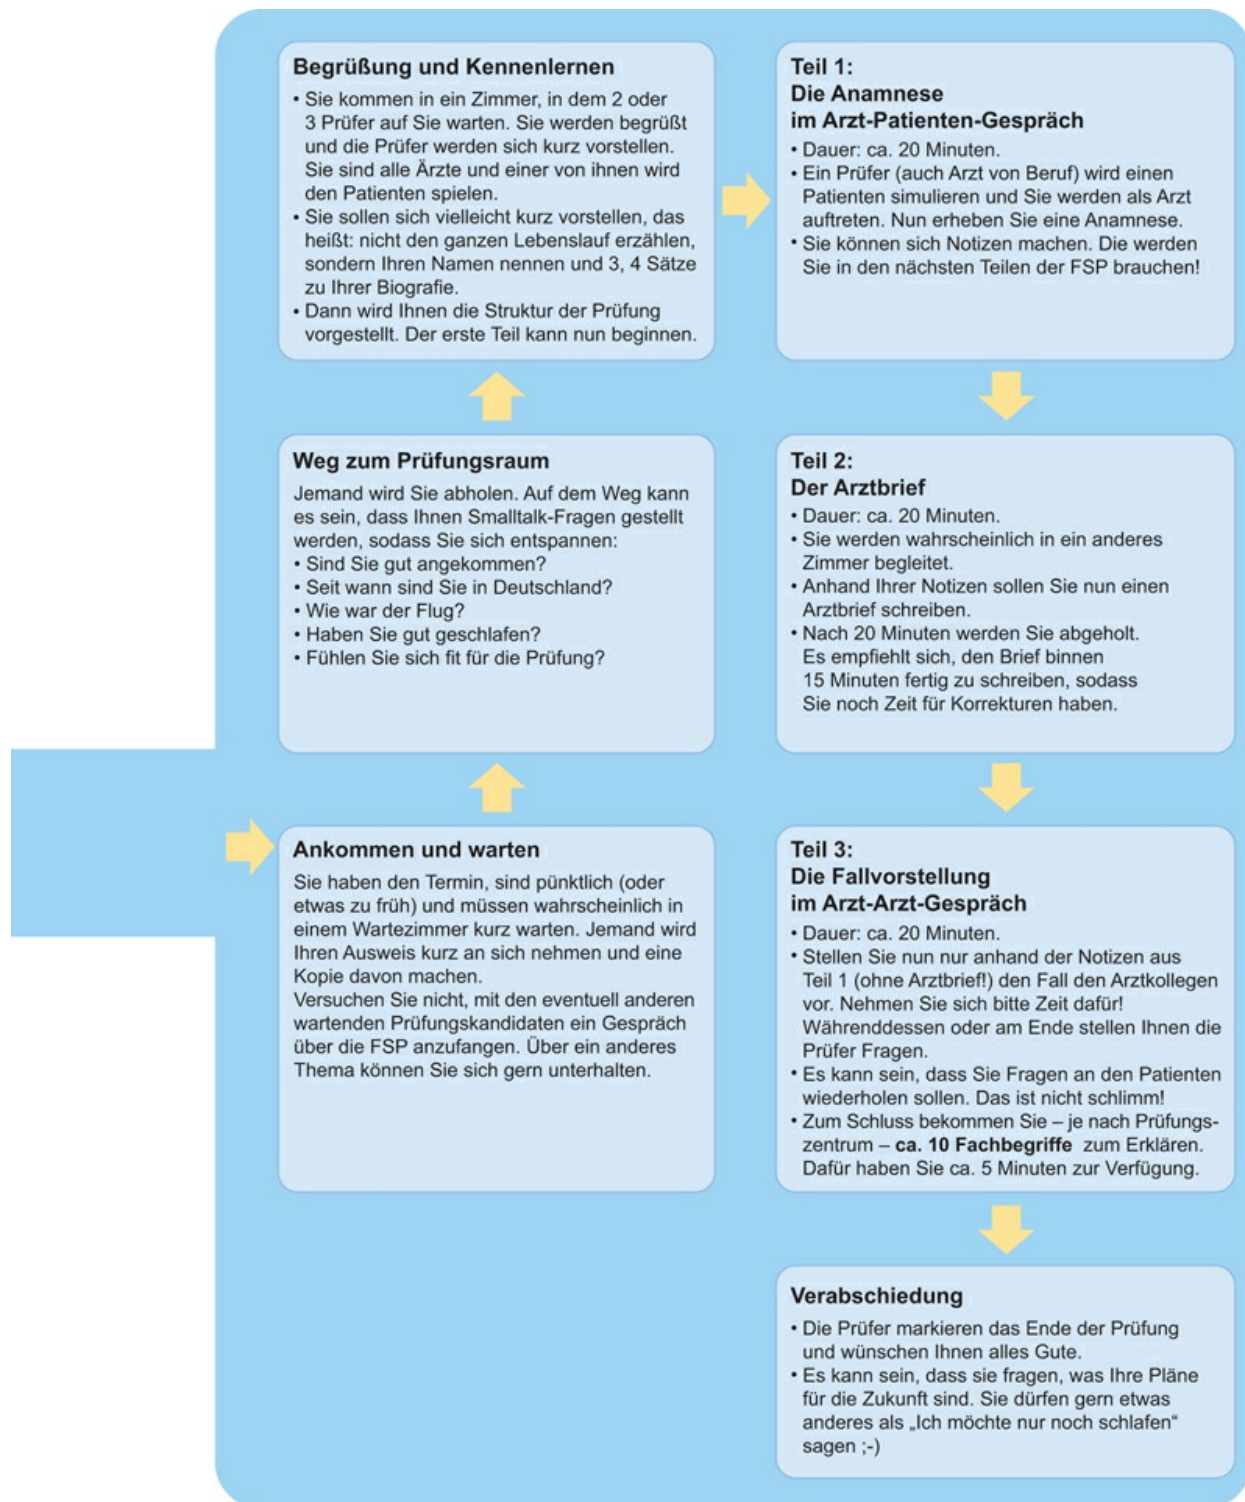 Ankommen und warten
Sie haben den Termin, sind pünktlich (oder
etwas zu früh) und müssen wahrscheinlich in
einem Wartezimmer kurz warten. Jemand wird
Ihren Ausweis kurz an sich nehmen und eine
Kopie davon machen.
Versuchen Sie nicht, mit den eventuell anderen
wartenden Prüfungskandidaten ein Gespräch
über die FSP anzufangen. Über ein anderes
Thema können Sie sich gern unterhalten.
Weg zum Prüfungsraum
Jemand wird Sie abholen. Auf dem Weg kann
es sein, dass Ihnen Smalltalk-Fragen gestellt
werden, sodass Sie sich entspannen:
• Sind Sie gut angekommen?
• Seit wann sind Sie in Deutschland?
• Wie war der Flug?
• Haben Sie gut geschlafen?
• Fühlen Sie sich fit für die Prüfung?
Begrüßung und Kennenlernen
• Sie kommen in ein Zimmer, in dem 2 oder
3 Prüfer auf Sie warten. Sie werden begrüßt
und die Prüfer werden sich kurz vorstellen.
Sie sind alle Ärzte und einer von ihnen wird
den Patienten spielen.
• Sie sollen sich vielleicht kurz vorstellen, das
heißt: nicht den ganzen Lebenslauf erzählen,
sondern Ihren Namen nennen und 3, 4 Sätze
zu Ihrer Biografie.
• Dann wird Ihnen die Struktur der Prüfung
vorgestellt. Der erste Teil kann nun beginnen.
Teil 1:
Die Anamnese
im Arzt-Patienten-Gespräch
• Dauer: ca. 20 Minuten.
• Ein Prüfer (auch Arzt von Beruf) wird einen
Patienten simulieren und Sie werden als Arzt
auftreten. Nun erheben Sie eine Anamnese.
• Sie können sich Notizen machen. Die werden
Sie in den nächsten Teilen der FSP brauchen!
Teil 2:
Der Arztbrief
• Dauer: ca. 20 Minuten.
• Sie werden wahrscheinlich in ein anderes
Zimmer begleitet.
• Anhand Ihrer Notizen sollen Sie nun einen
Arztbrief schreiben.
• Nach 20 Minuten werden Sie abgeholt.
Es empfiehlt sich, den Brief binnen
15 Minuten fertig zu schreiben, sodass
Sie noch Zeit für Korrekturen haben.
Teil 3:
Die Fallvorstellung
im Arzt-Arzt-Gespräch
• Dauer: ca. 20 Minuten.
• Stellen Sie nun nur anhand der Notizen aus
Teil 1 (ohne Arztbrief!) den Fall den Arztkollegen
vor. Nehmen Sie sich bitte Zeit dafür!
Währenddessen oder am Ende stellen Ihnen die
Prüfer Fragen.
• Es kann sein, dass Sie Fragen an den Patienten
wiederholen sollen. Das ist nicht schlimm!
• Zum Schluss bekommen Sie – je nach Prüfungs-
zentrum – ca. 10 Fachbegriffe zum Erklären.
Dafür haben Sie ca. 5 Minuten zur Verfügung.
Verabschiedung
• Die Prüfer markieren das Ende der Prüfung
und wünschen Ihnen alles Gute.
• Es kann sein, dass sie fragen, was Ihre Pläne
für die Zukunft sind. Sie dürfen gern etwas
anderes als „Ich möchte nur noch schlafen“
sagen ;-)